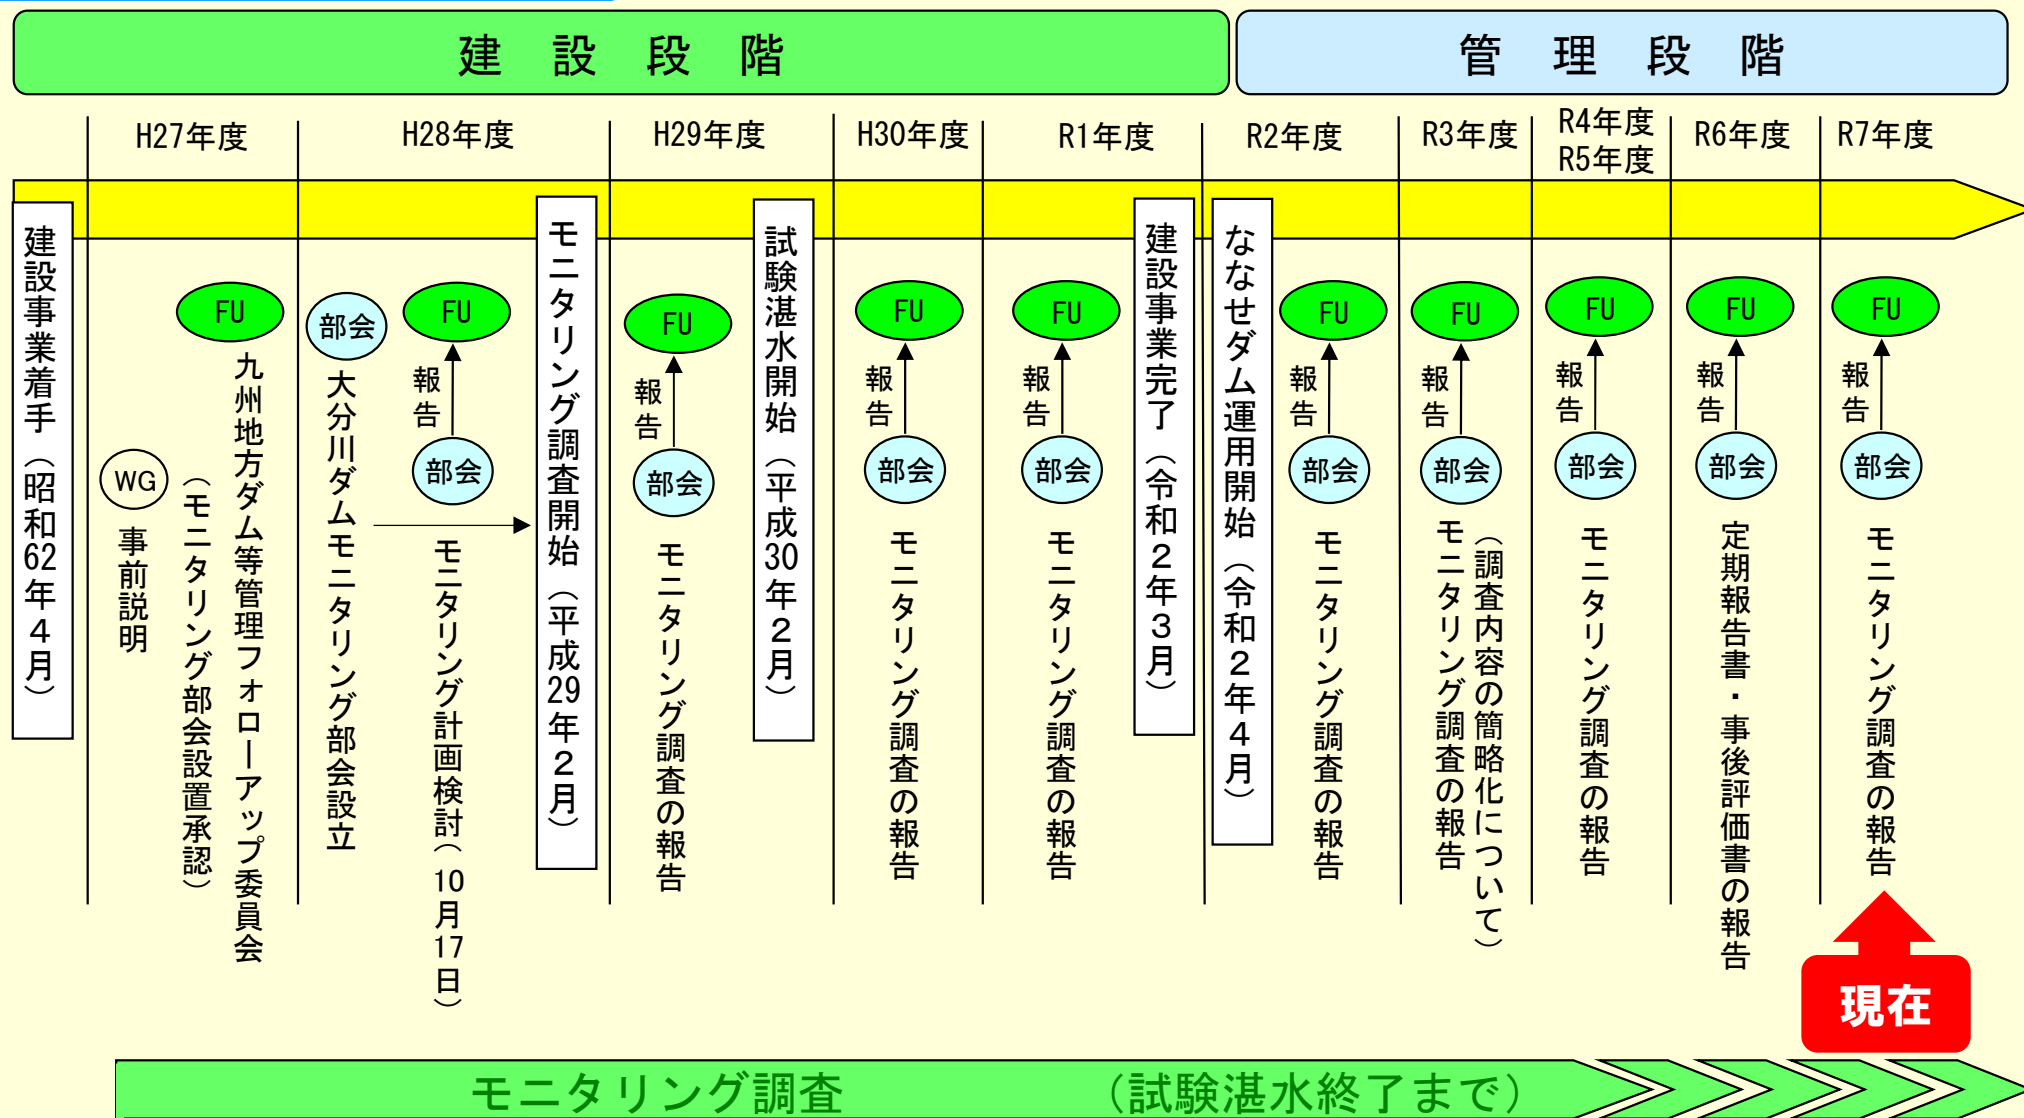 建設段階
管理段階
H27年度
H28年度
H29年度
H30年度
R1年度
R2年度
R3年度
R4年度
R5年度
R6年度
R7年度
建設事業着手（昭和62年４月）
WG
事前説明
FU
九州地方ダム等管理フォローアップ委員会
（モニタリング部会設置承認）
部会
大分川ダムモニタリング部会設立
FU
報告
部会
モニタリング計画検討（10月17日）
モニタリング調査開始（平成29年２月）
FU
報告
部会
モニタリング調査の報告
試験湛水開始（平成30年２月）
FU
報告
部会
モニタリング調査の報告
FU
報告
部会
モニタリング調査の報告
建設事業完了（令和２年３月）
ななせダム運用開始（令和２年４月）
FU
報告
部会
モニタリング調査の報告
FU
報告
部会
モニタリング調査の報告
（調査内容の簡略化について）
FU
報告
部会
モニタリング調査の報告
FU
報告
部会
定期報告書・事後評価書の報告
FU
報告
部会
モニタリング調査の報告
現在
モニタリング調査　（試験湛水終了まで）